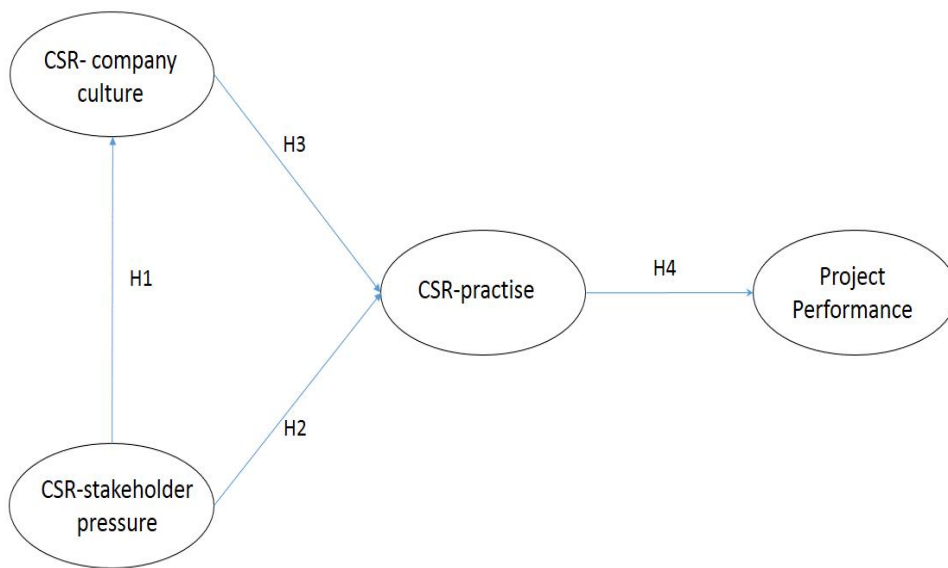 CSR- company
culture
H3
H1
CSR-practise
H4
Project
Performance
H2
CSR-stakeholder
pressure